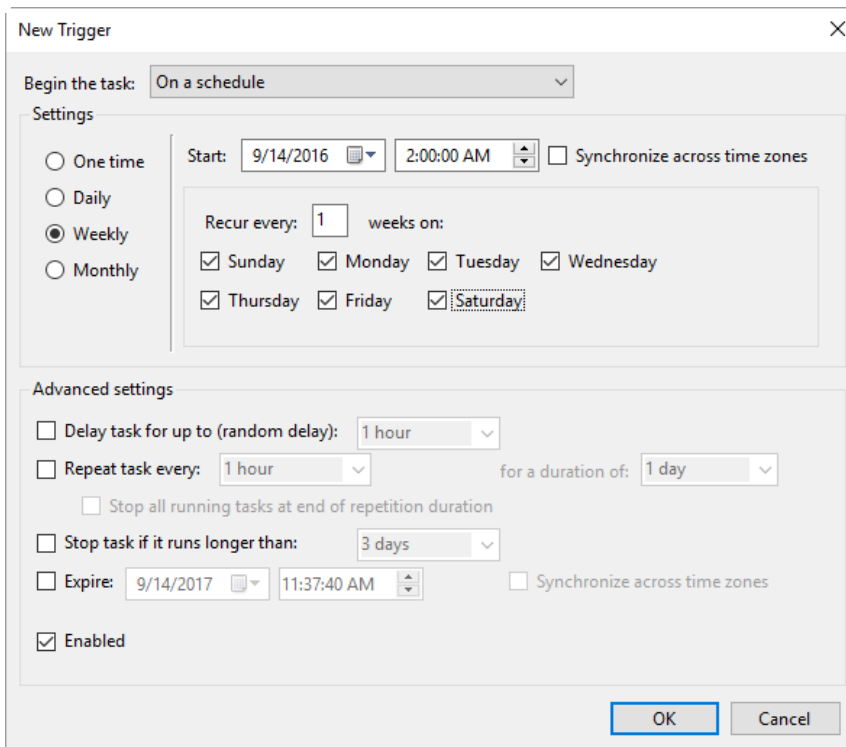 New Trigger
Begin the task: On a schedule
Settings
One time
Daily
Weekly
Monthly
Start: 9/14/2016 2:00:00 AM Synchronize across time zones
Recur every: 1 weeks on:
Sunday Monday Tuesday Wednesday
Thursday Friday Saturday
Advanced settings
Delay task for up to (random delay): 1 hour
Repeat task every: 1 hour for a duration of: 1 day
Stop all running tasks at end of repetition duration
Stop task if it runs longer than: 3 days
Expire: 9/14/2017 11:37:40 AM Synchronize across time zones
Enabled
OK Cancel